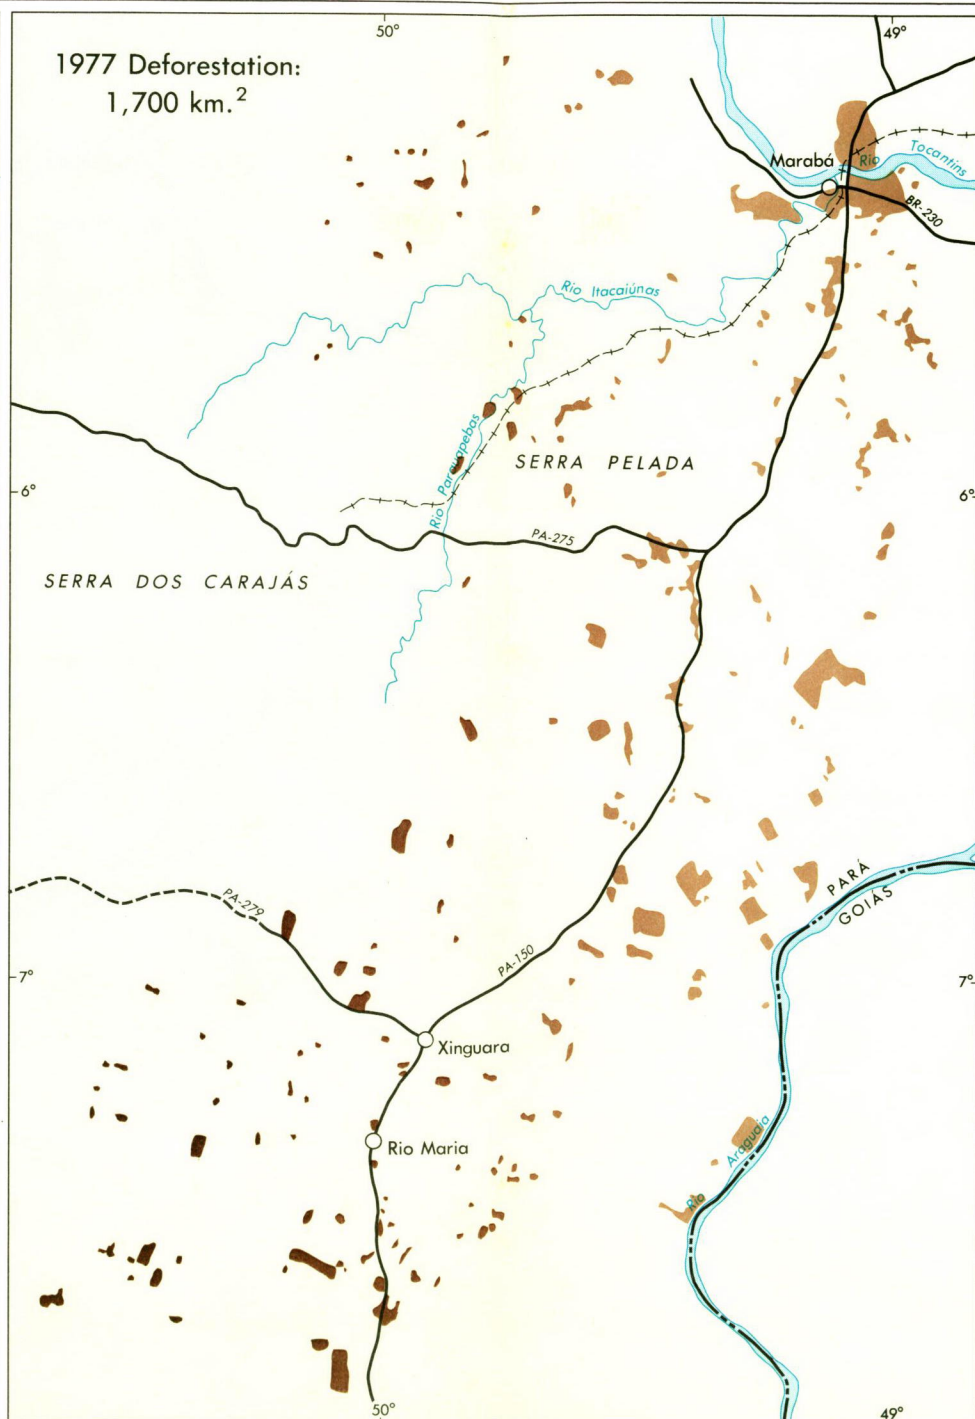 50°
49°
1977 Deforestation:
1,700 km.²
Marabá
Rio
Tocantins
BR-230
Rio Itacaiúnas
Rio Parauapebas
SERRA PELADA
6°
6°
PA-275
SERRA DOS CARAJÁS
PARÁ
GOIÁS
PA-279
PA-150
7°
7°
Xinguara
Rio Maria
Rio
Araguaia
50°
49°